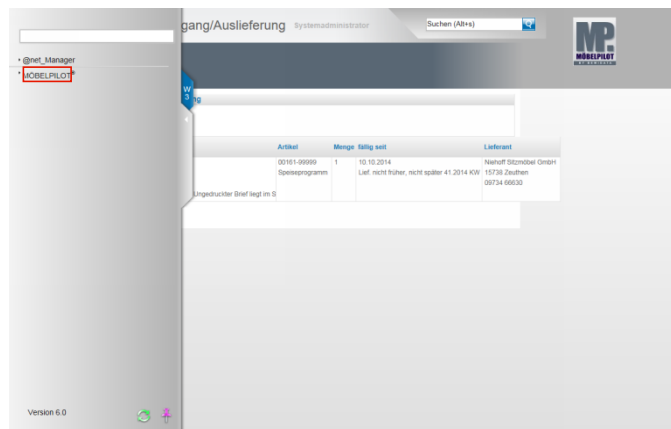 gang/Auslieferung Systemadministrator Suchen (Alt+s)
MP
MÖBELPILOT
@net_Manager
MÖBELPILOT®
W
3
ng
Artikel Menge fällig seit Lieferant
00161-99999 1 10.10.2014 Niehoff Sitzmöbel GmbH
Speiseprogramm Lief. nicht früher, nicht später 41.2014 KW 15738 Zeuthen
09734 66630
Ungedruckter Brief liegt im S
Version 6.0